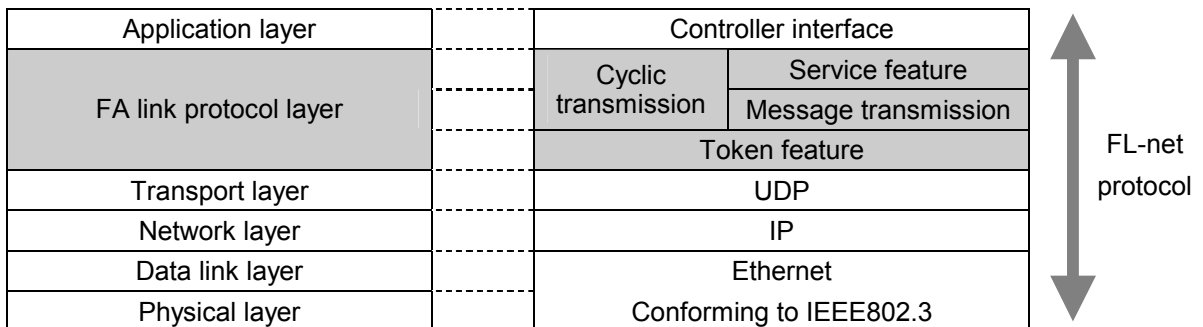 Application layer
Controller interface
FA link protocol layer
Cyclic
transmission
Service feature
Message transmission
Token feature
Transport layer
UDP
Network layer
IP
Data link layer
Ethernet
Physical layer
Conforming to IEEE802.3
FL-net
protocol